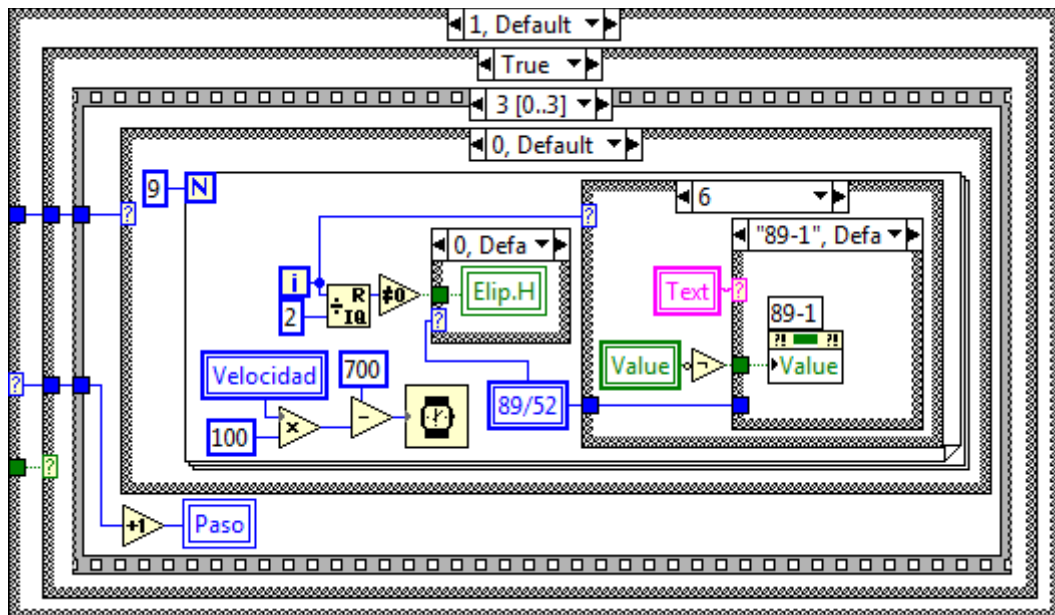 1, Default
True
3 [0..3]
0, Default
9 N
6
0, Defa
"89-1", Defa
i
R
IQ
≠0
Elip.H
Text
2
89-1
?! ?!
Velocidad
700
Value
Value
89/52
100
+1
Paso